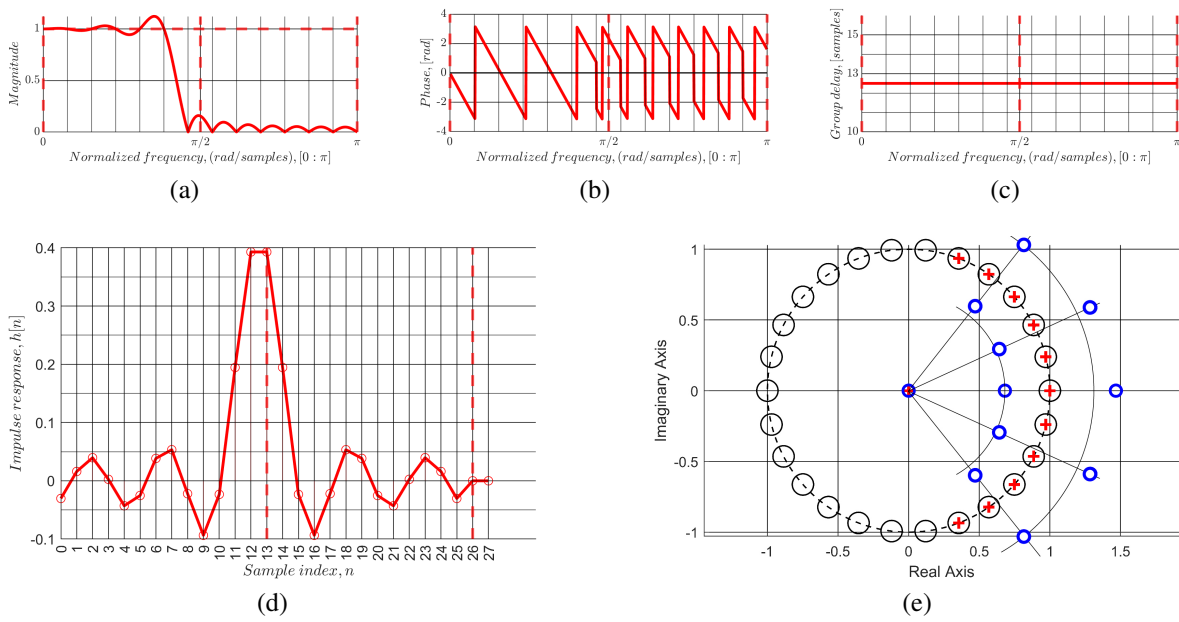 1
0.5
0
Magnitude
0
π/2
π
Normalized frequency, (rad/samples), [0 : π]
(a)
4
2
0
-2
-4
Phase, [rad]
0
π/2
π
Normalized frequency, (rad/samples), [0 : π]
(b)
15
13
10
Group delay, [samples]
0
π/2
π
Normalized frequency, (rad/samples), [0 : π]
(c)
0.4
0.3
0.2
0.1
0
-0.1
Impulse response, h[n]
0 1 2 3 4 5 6 7 8 9 10 11 12 13 14 15 16 17 18 19 20 21 22 23 24 25 26 27
Sample index, n
(d)
1
0.5
0
-0.5
-1
Imaginary Axis
-1 -0.5 0 0.5 1 1.5
Real Axis
(e)